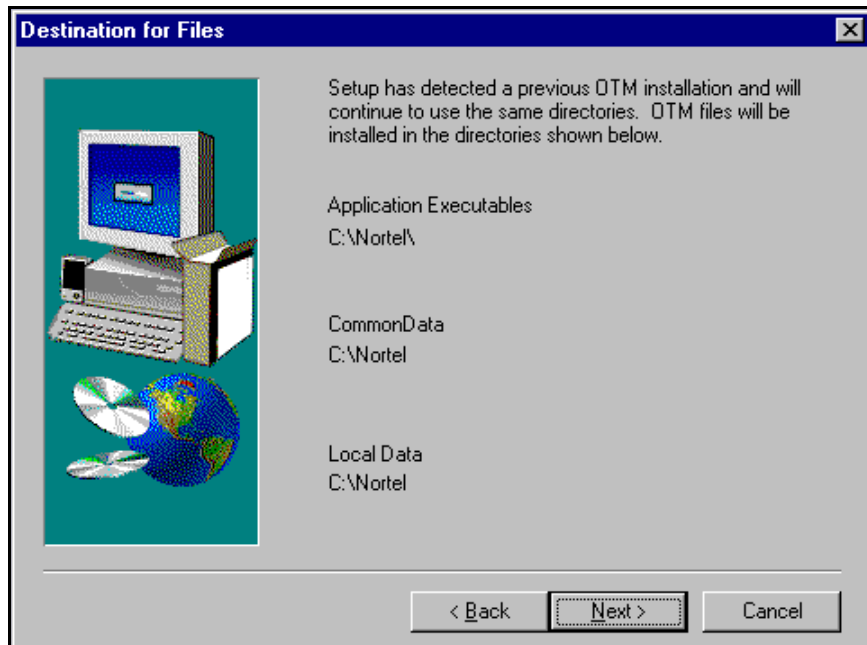 Destination for Files
Setup has detected a previous OTM installation and will
continue to use the same directories. OTM files will be
installed in the directories shown below.
Application Executables
C:\Nortel\
CommonData
C:\Nortel
Local Data
C:\Nortel
< Back
Next >
Cancel